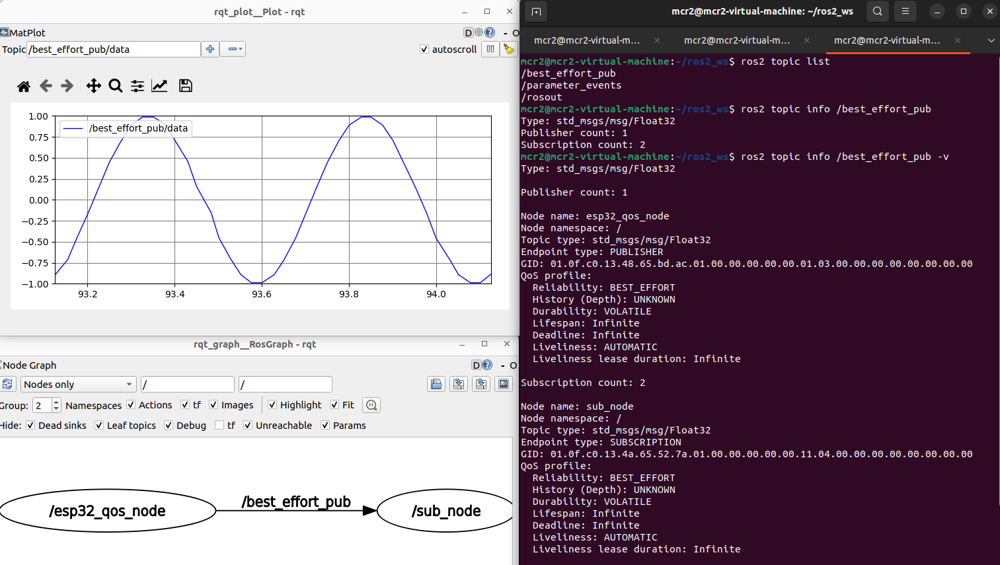 rqt_plot__Plot - rqt
MatPlot
D
- O
Topic /best_effort_pub/data
autoscroll
/best_effort_pub/data
1.00
0.75
0.50
0.25
0.00
−0.25
−0.50
−0.75
−1.00
93.2 93.4 93.6 93.8 94.0
rqt_graph__RosGraph - rqt
Node Graph
D
- O
Nodes only / /
Group: 2 Namespaces Actions tf Images Highlight Fit
Hide: Dead sinks Leaf topics Debug tf Unreachable Params
/esp32_qos_node /best_effort_pub /sub_node
mcr2@mcr2-virtual-machine: ~/ros2_ws
mcr2@mcr2-virtual-m... mcr2@mcr2-virtual-m... mcr2@mcr2-virtual-m...
mcr2@mcr2-virtual-machine:~/ros2_ws$ ros2 topic list
/best_effort_pub
/parameter_events
/rosout
mcr2@mcr2-virtual-machine:~/ros2_ws$ ros2 topic info /best_effort_pub
Type: std_msgs/msg/Float32
Publisher count: 1
Subscription count: 2
mcr2@mcr2-virtual-machine:~/ros2_ws$ ros2 topic info /best_effort_pub -v
Type: std_msgs/msg/Float32
Publisher count: 1
Node name: esp32_qos_node
Node namespace: /
Topic type: std_msgs/msg/Float32
Endpoint type: PUBLISHER
GID: 01.0f.c0.13.48.65.bd.ac.01.00.00.00.00.00.01.03.00.00.00.00.00.00.00.00
QoS profile:
Reliability: BEST_EFFORT
History (Depth): UNKNOWN
Durability: VOLATILE
Lifespan: Infinite
Deadline: Infinite
Liveliness: AUTOMATIC
Liveliness lease duration: Infinite
Subscription count: 2
Node name: sub_node
Node namespace: /
Topic type: std_msgs/msg/Float32
Endpoint type: SUBSCRIPTION
GID: 01.0f.c0.13.4a.65.52.7a.01.00.00.00.00.00.11.04.00.00.00.00.00.00.00.00
QoS profile:
Reliability: BEST_EFFORT
History (Depth): UNKNOWN
Durability: VOLATILE
Lifespan: Infinite
Deadline: Infinite
Liveliness: AUTOMATIC
Liveliness lease duration: Infinite